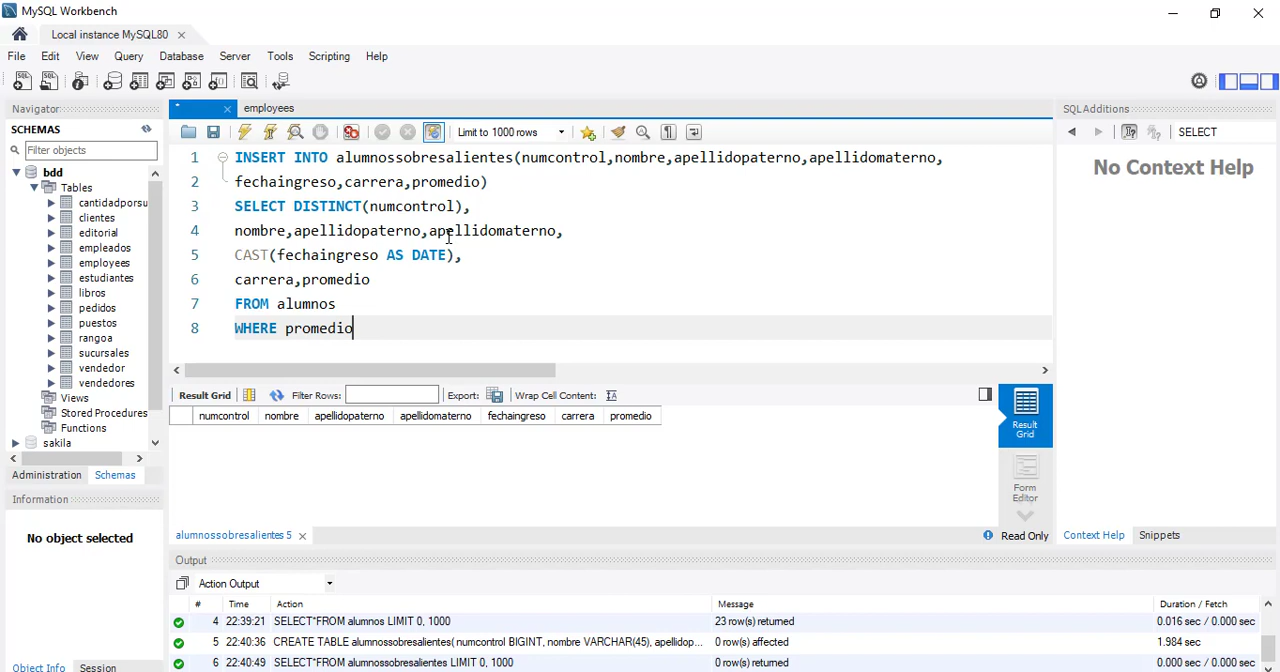 MySQL Workbench
Local instance MySQL80
File Edit View Query Database Server Tools Scripting Help
Navigator
SCHEMAS
Filter objects
bdd
Tables
cantidadporsu
clientes
editorial
empleados
employees
estudiantes
libros
pedidos
puestos
rangoa
sucursales
vendedor
vendedores
Views
Stored Procedures
Functions
sakila
Administration Schemas
Information
No object selected
Object Info Session
employees
Limit to 1000 rows
1 INSERT INTO alumnossobresalientes(numcontrol,nombre,apellidopaterno,apellidomaterno,
2 fechaingreso,carrera,promedio)
3 SELECT DISTINCT(numcontrol),
4 nombre,apellidopaterno,apellidomaterno,
5 CAST(fechaingreso AS DATE),
6 carrera,promedio
7 FROM alumnos
8 WHERE promedio
Result Grid Filter Rows: Export: Wrap Cell Content:
numcontrol nombre apellidopaterno apellidomaterno fechaingreso carrera promedio
Result Grid
Form Editor
alumnossobresalientes 5
Read Only
Output
Action Output
# Time Action Message Duration / Fetch
4 22:39:21 SELECT*FROM alumnos LIMIT 0, 1000 23 row(s) returned 0.016 sec / 0.000 sec
5 22:40:36 CREATE TABLE alumnossobresalientes( numcontrol BIGINT, nombre VARCHAR(45), apellidop... 0 row(s) affected 1.984 sec
6 22:40:49 SELECT*FROM alumnossobresalientes LIMIT 0, 1000 0 row(s) returned 0.000 sec / 0.000 sec
SQLAdditions
SELECT
No Context Help
Context Help Snippets